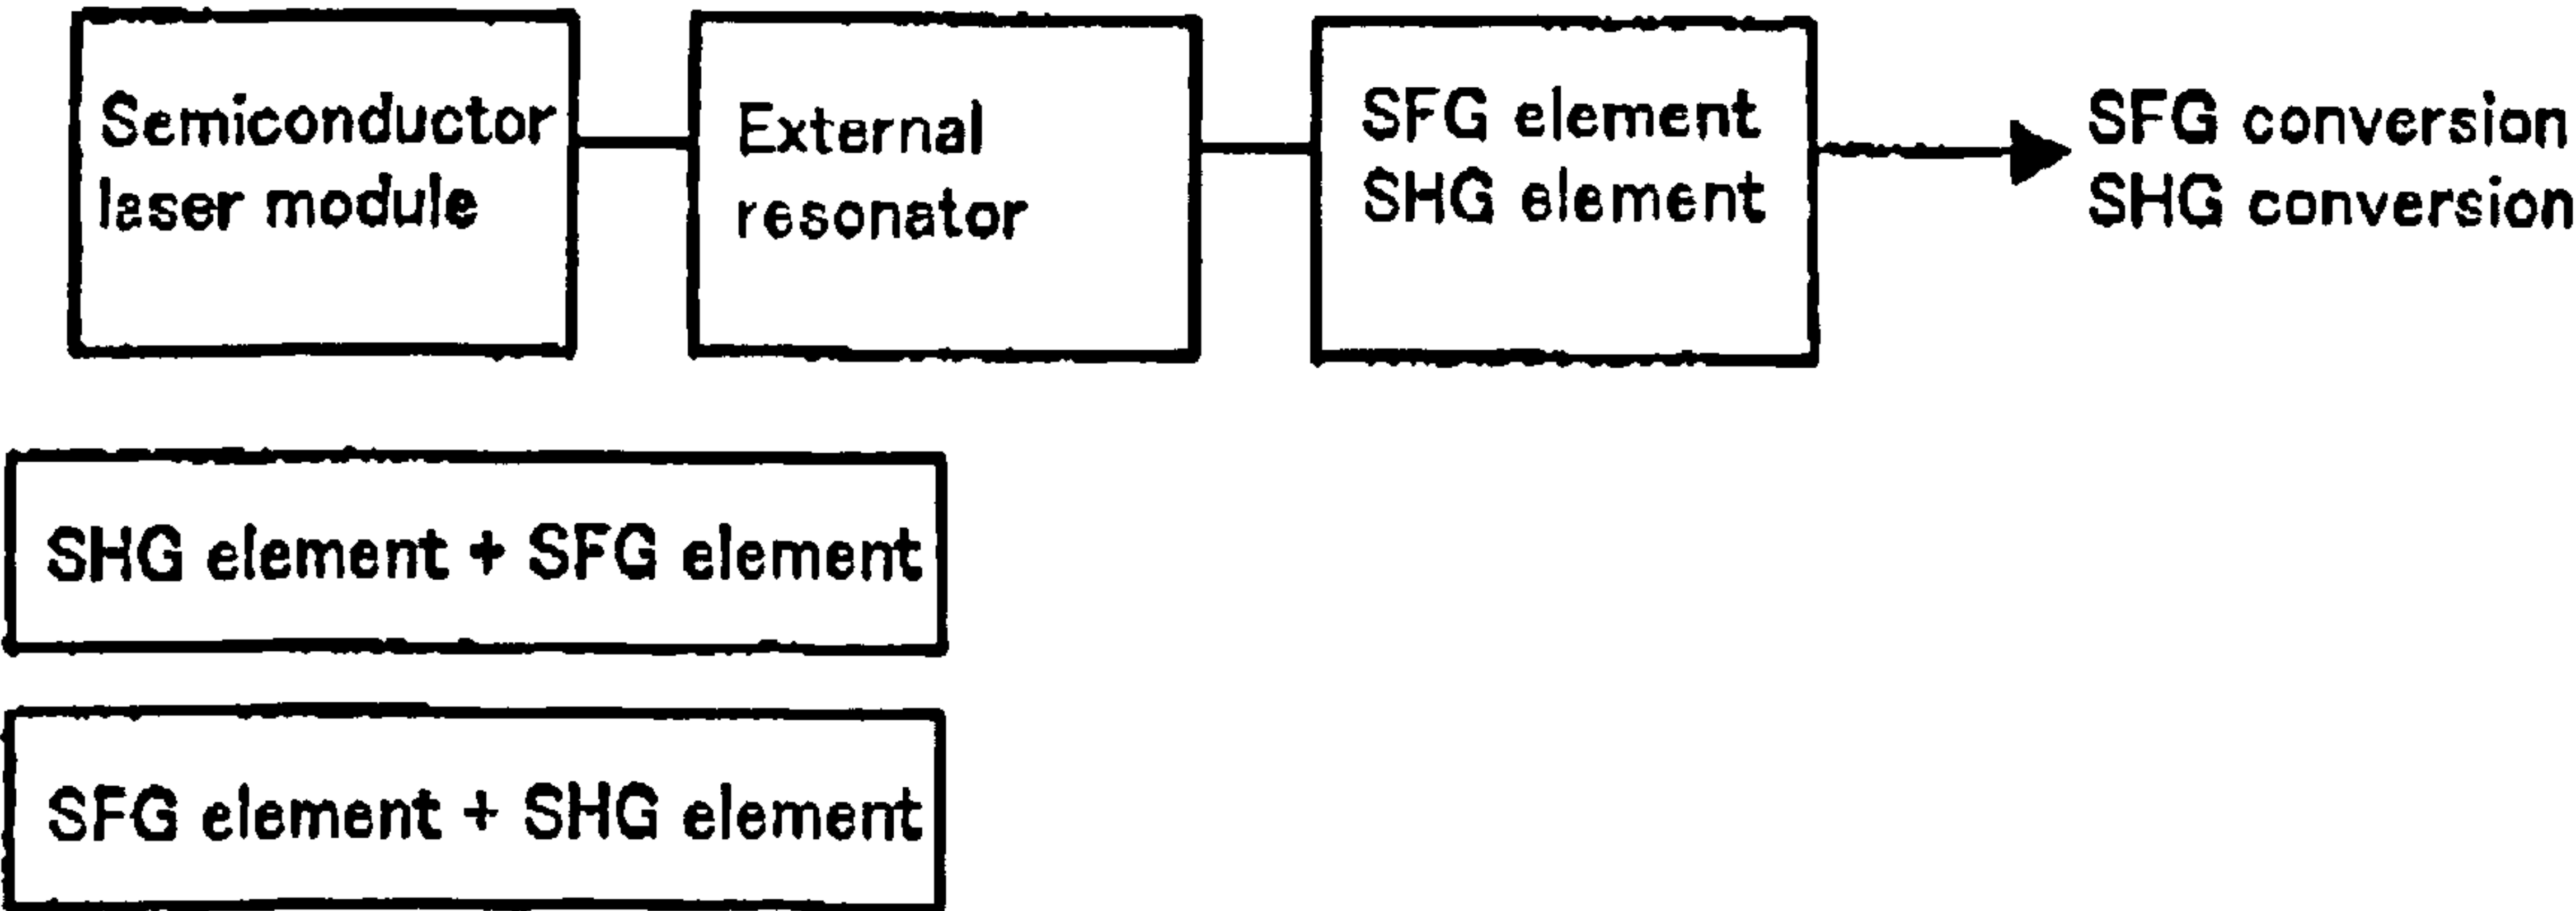 Semiconductor
laser module
External
resonator
SFG element
SHG element
SFG conversion
SHG conversion
SHG element + SFG element
SFG element + SHG element